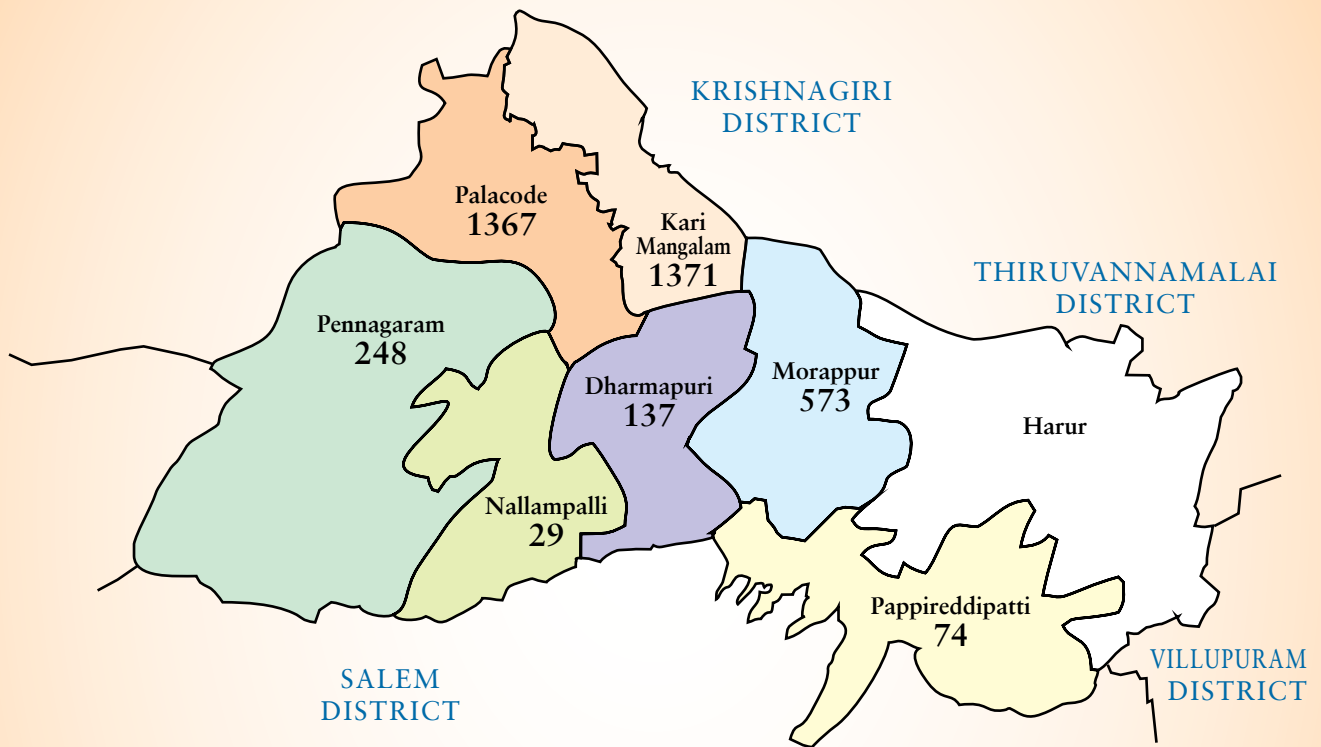 KRISHNAGIRI
DISTRICT
Palacode
1367
Kari
Mangalam
1371
THIRUVANNAMALAI
DISTRICT
Pennagaram
248
Dharmapuri
137
Morappur
573
Harur
Nallampalli
29
Pappireddipatti
74
SALEM
DISTRICT
VILLUPURAM
DISTRICT